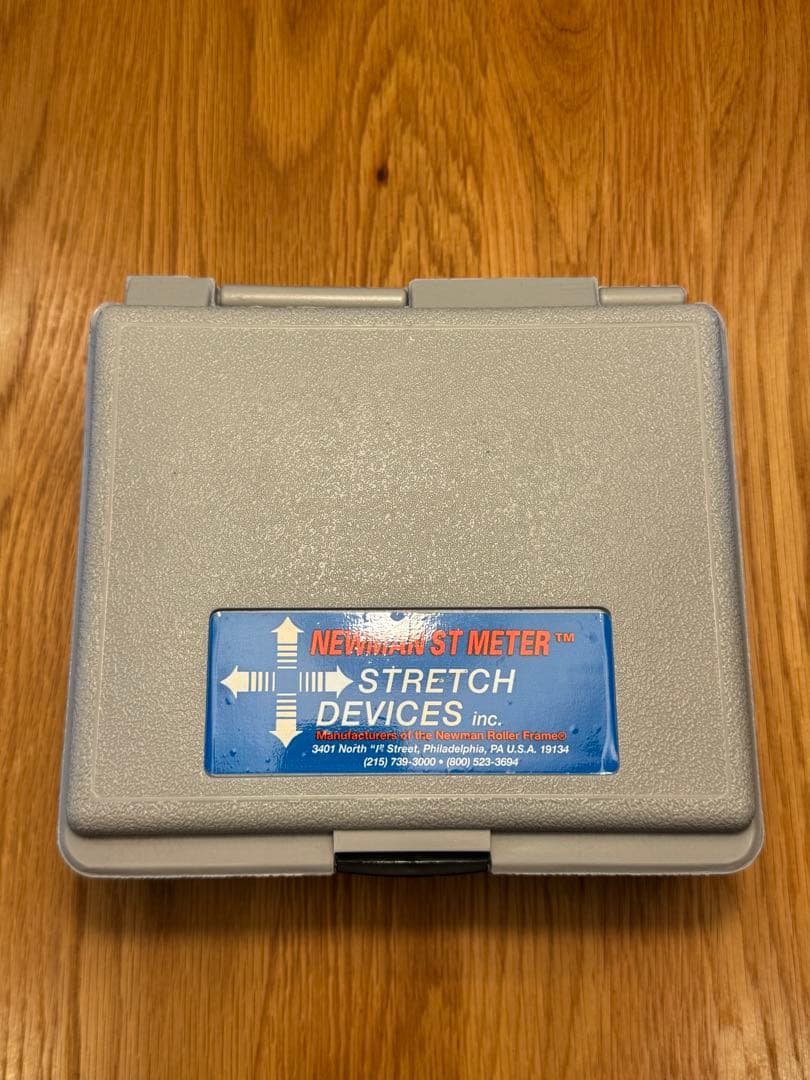 NEWMAN ST METER™
STRETCH
DEVICES inc.
Manufacturers of the Newman Roller Frame®
3401 North "I" Street, Philadelphia, PA U.S.A. 19134
(215) 739-3000 • (800) 523-3694